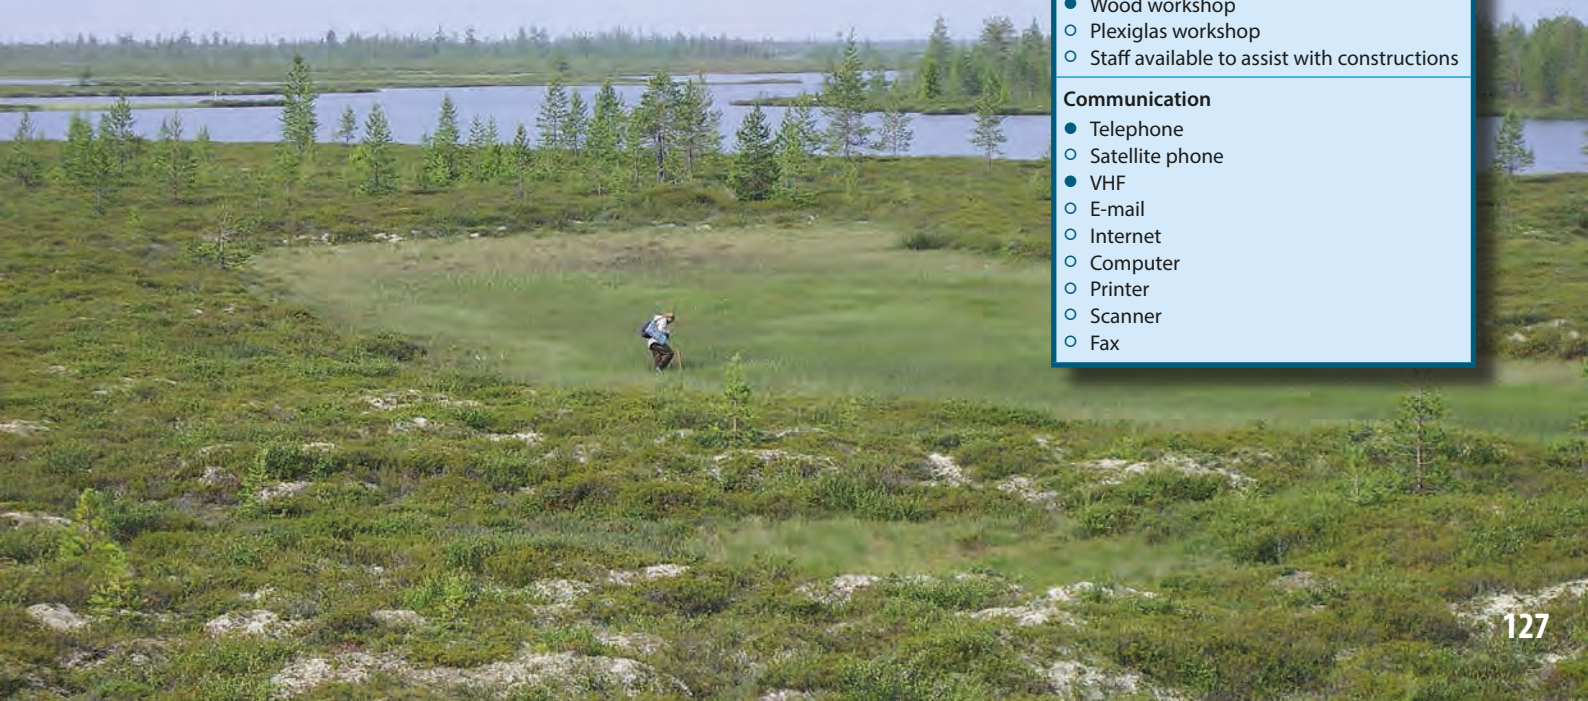 ● Wood workshop
○ Plexiglas workshop
○ Staff available to assist with constructions
Communication
● Telephone
○ Satellite phone
● VHF
○ E-mail
○ Internet
○ Computer
○ Printer
○ Scanner
○ Fax
127